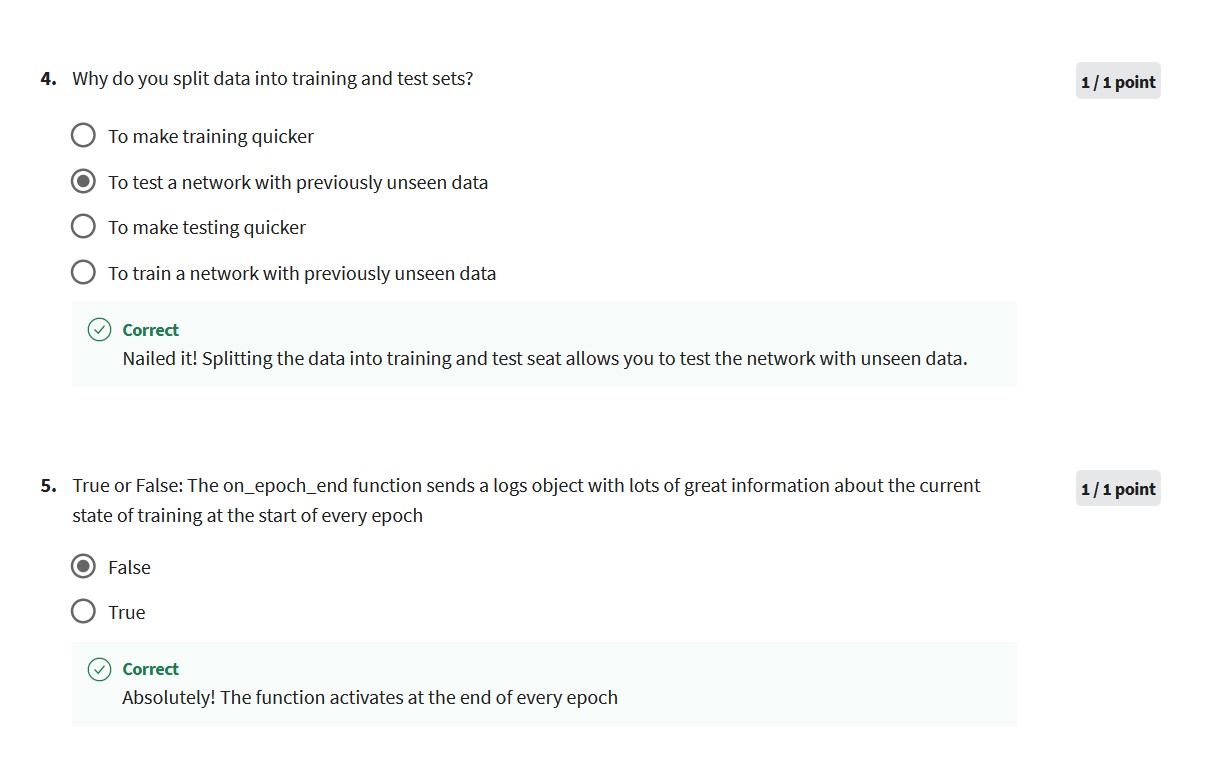 4. Why do you split data into training and test sets?
1 / 1 point
To make training quicker
To test a network with previously unseen data
To make testing quicker
To train a network with previously unseen data
Correct
Nailed it! Splitting the data into training and test seat allows you to test the network with unseen data.
5. True or False: The on_epoch_end function sends a logs object with lots of great information about the current
state of training at the start of every epoch
1 / 1 point
False
True
Correct
Absolutely! The function activates at the end of every epoch